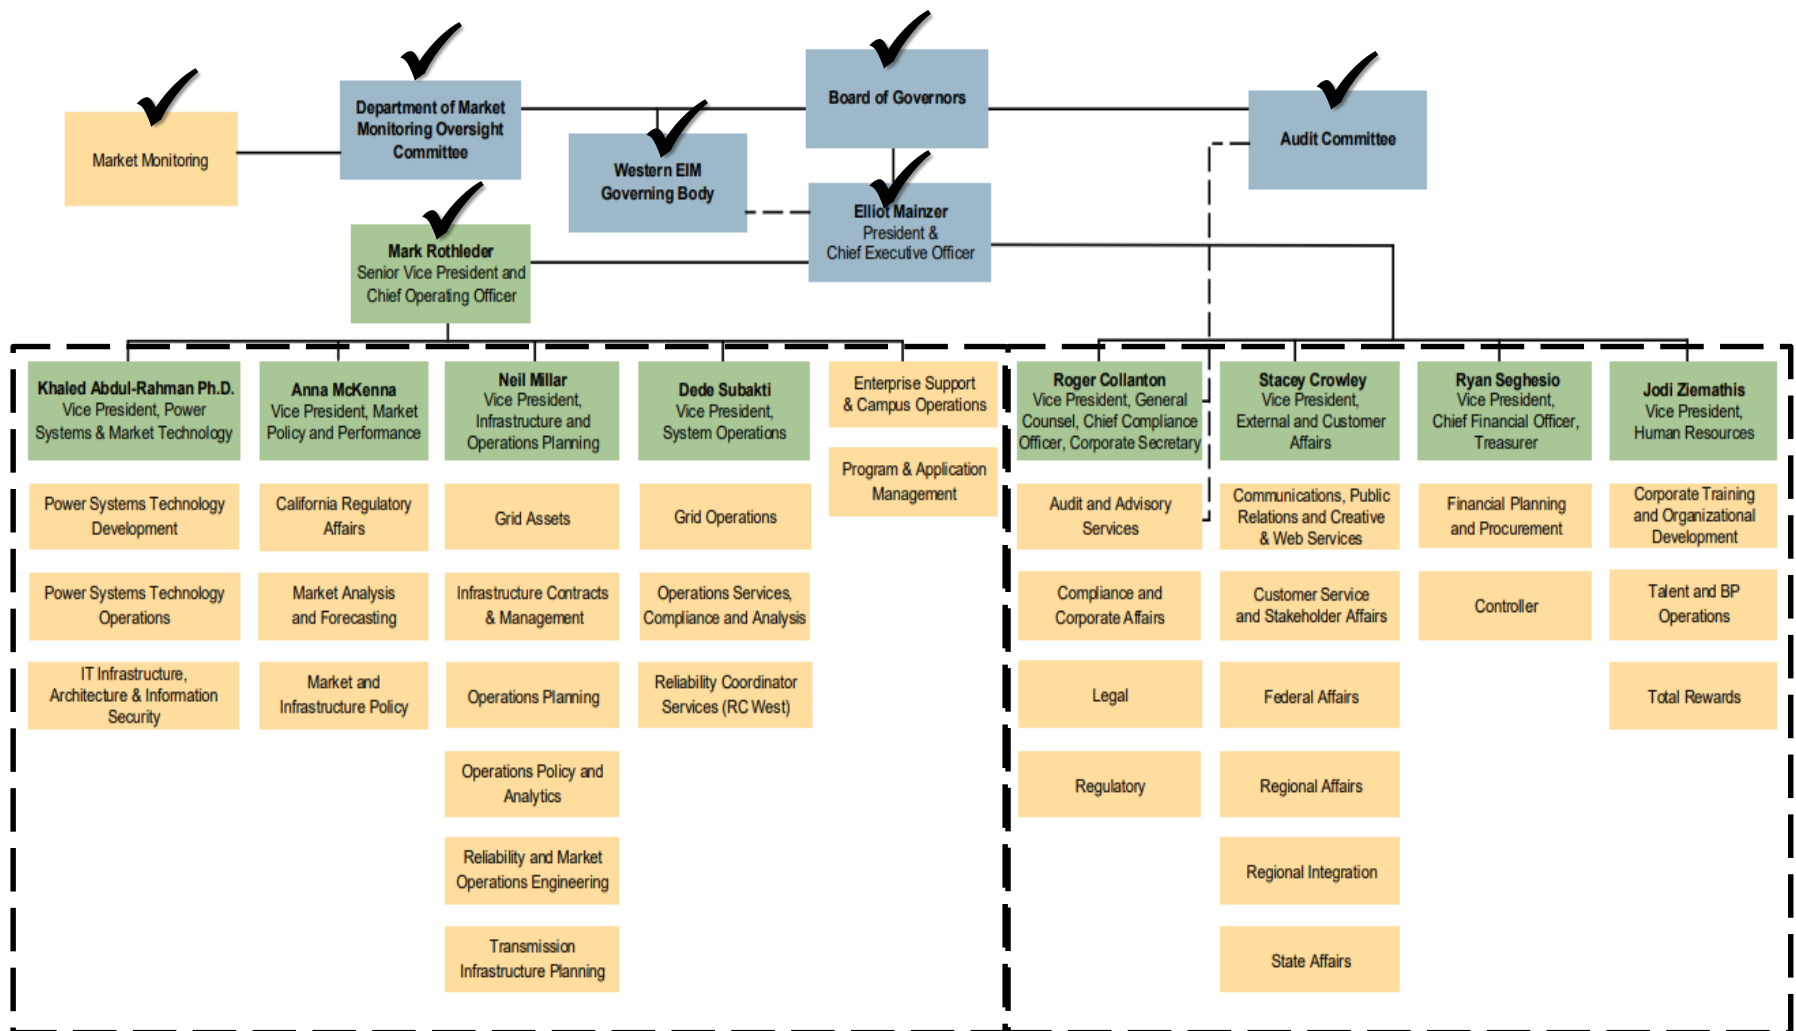 Board of Governors
Department of Market
Monitoring Oversight
Committee
Audit Committee
Market Monitoring
Western EIM
Governing Body
Elliot Mainzer
President &
Chief Executive Officer
Mark Rothleder
Senior Vice President and
Chief Operating Officer
Khaled Abdul-Rahman Ph.D.
Vice President, Power
Systems & Market Technology
Power Systems Technology
Development
Power Systems Technology
Operations
IT Infrastructure,
Architecture & Information
Security
Anna McKenna
Vice President, Market
Policy and Performance
California Regulatory
Affairs
Market Analysis
and Forecasting
Market and
Infrastructure Policy
Neil Millar
Vice President,
Infrastructure and
Operations Planning
Grid Assets
Infrastructure Contracts
& Management
Operations Planning
Operations Policy and
Analytics
Reliability and Market
Operations Engineering
Transmission
Infrastructure Planning
Dede Subakti
Vice President,
System Operations
Grid Operations
Operations Services,
Compliance and Analysis
Reliability Coordinator
Services (RC West)
Enterprise Support
& Campus Operations
Program & Application
Management
Roger Collanton
Vice President, General
Counsel, Chief Compliance
Officer, Corporate Secretary
Audit and Advisory
Services
Compliance and
Corporate Affairs
Legal
Regulatory
Stacey Crowley
Vice President,
External and Customer
Affairs
Communications, Public
Relations and Creative
& Web Services
Customer Service
and Stakeholder Affairs
Federal Affairs
Regional Affairs
Regional Integration
State Affairs
Ryan Seghesio
Vice President,
Chief Financial Officer,
Treasurer
Financial Planning
and Procurement
Controller
Jodi Ziemathis
Vice President,
Human Resources
Corporate Training
and Organizational
Development
Talent and BP
Operations
Total Rewards